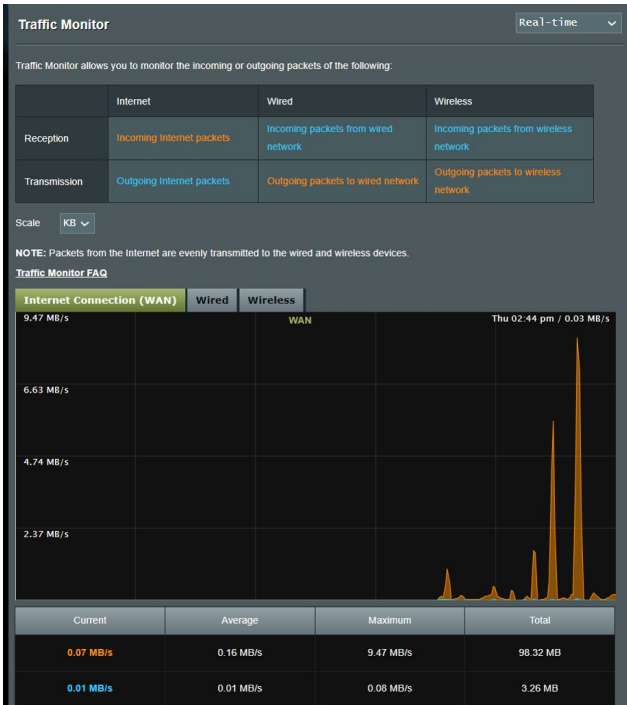 Traffic Monitor
Real-time
Traffic Monitor allows you to monitor the incoming or outgoing packets of the following:
Internet Wired Wireless
Reception
Incoming Internet packets
Incoming packets from wired
network
Incoming packets from wireless
network
Transmission
Outgoing Internet packets
Outgoing packets to wired network
Outgoing packets to wireless
network
Scale KB
NOTE: Packets from the Internet are evenly transmitted to the wired and wireless devices.
Traffic Monitor FAQ
Internet Connection (WAN) Wired Wireless
9.47 MB/s WAN Thu 02:44 pm / 0.03 MB/s
6.63 MB/s
4.74 MB/s
2.37 MB/s
Current Average Maximum Total
0.07 MB/s 0.16 MB/s 9.47 MB/s 98.32 MB
0.01 MB/s 0.01 MB/s 0.08 MB/s 3.26 MB